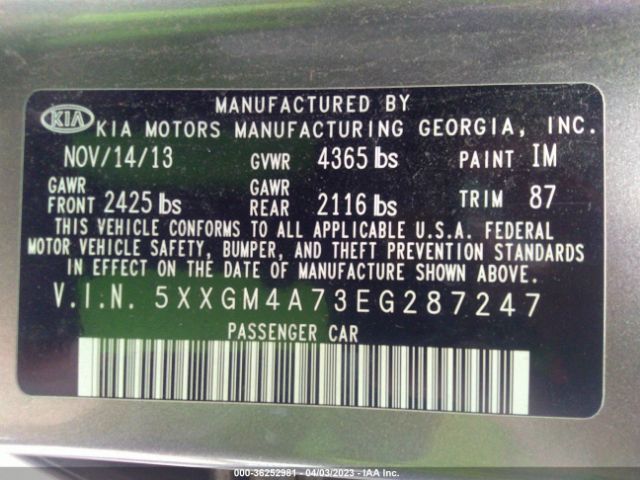 MANUFACTURED BY
KIA KIA MOTORS MANUFACTURING GEORGIA, INC.
NOV/14/13 GVWR 4365 lbs PAINT IM
GAWR FRONT 2425 lbs GAWR REAR 2116 lbs TRIM 87
THIS VEHICLE CONFORMS TO ALL APPLICABLE U.S.A. FEDERAL
MOTOR VEHICLE SAFETY, BUMPER, AND THEFT PREVENTION STANDARDS
IN EFFECT ON THE DATE OF MANUFACTURE SHOWN ABOVE.
V.I.N. 5XXGM4A73EG287247
PASSENGER CAR
000-36252981 - 04/03/2023 - IAA Inc.